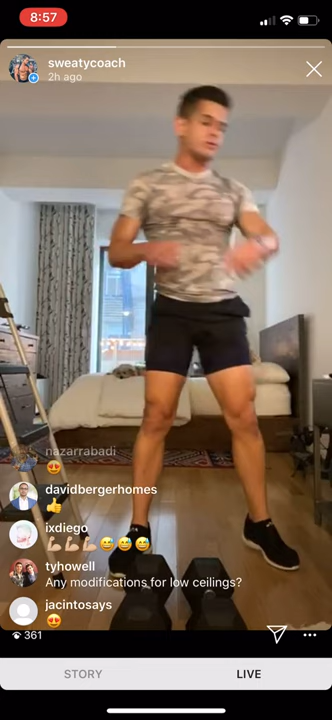 8:57
sweatycoach
2h ago
nazarrabadi
😍
davidbergerhomes
👍
ixdiego
💪🏼💪🏼💪🏼😅😅😅
tyhowell
Any modifications for low ceilings?
jacintosays
😍
361
STORY
LIVE